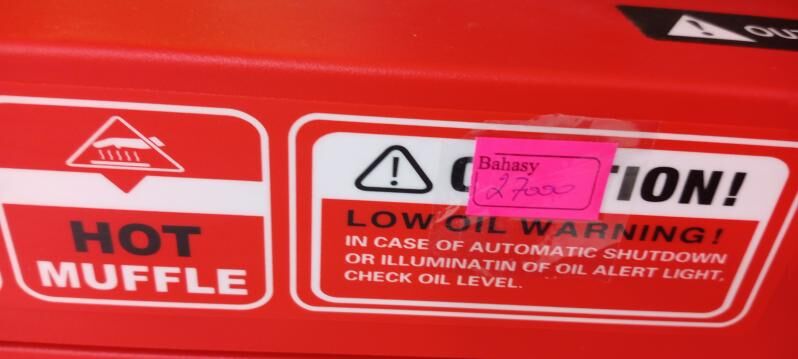 HOT
MUFFLE
Bahasy
27000
ION!
LOW OIL WARNING!
IN CASE OF AUTOMATIC SHUTDOWN
OR ILLUMINATIN OF OIL ALERT LIGHT,
CHECK OIL LEVEL.